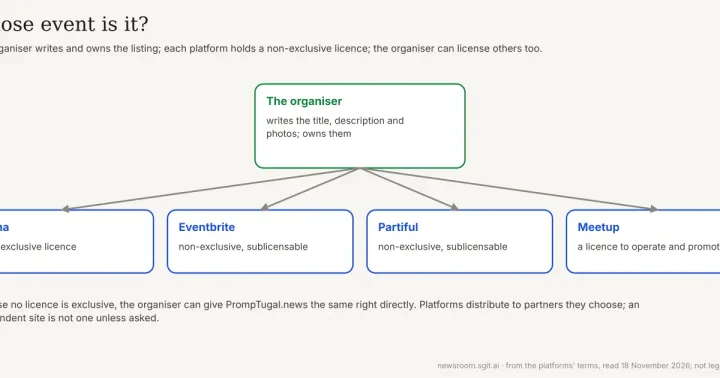 ose event is it?
ganiser writes and owns the listing; each platform holds a non-exclusive licence; the organiser can license others too.
The organiser
writes the title, description and
photos; owns them
na
exclusive licence
Eventbrite
non-exclusive, sublicensable
Partiful
non-exclusive, sublicensable
Meetup
a licence to operate and promot
se no licence is exclusive, the organiser can give PrompTugal.news the same right directly. Platforms distribute to partners they choose; an
ndent site is not one unless asked.
newsroom.sgit.ai · from the platforms' terms, read 18 November 2026; not leg